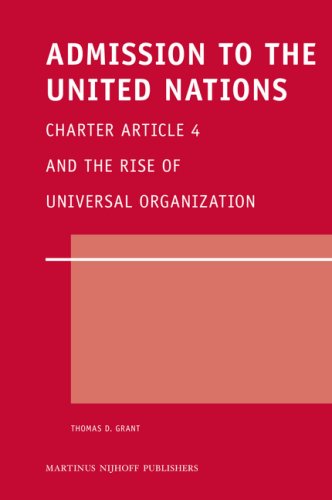 ADMISSION TO THE
UNITED NATIONS
CHARTER ARTICLE 4
AND THE RISE OF
UNIVERSAL ORGANIZATION
THOMAS D. GRANT
MARTINUS NIJHOFF PUBLISHERS